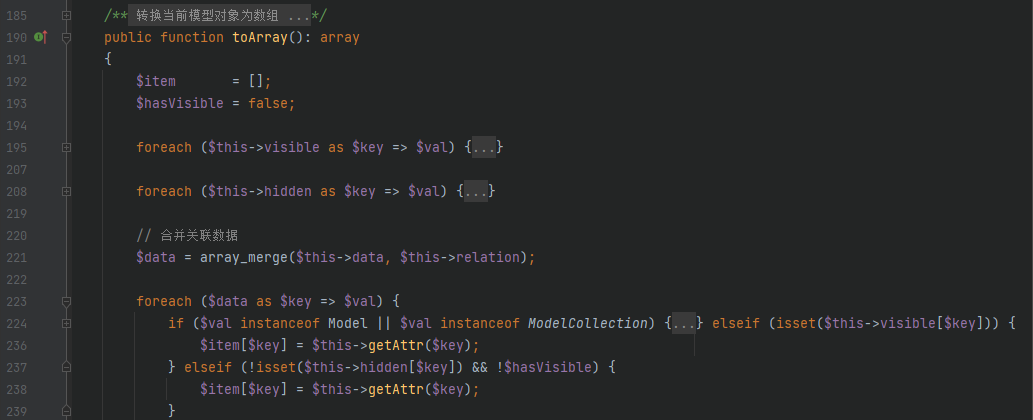 185 /** 转换当前模型对象为数组 ...*/
190 public function toArray(): array
191 {
192 $item = [];
193 $hasVisible = false;
194
195 foreach ($this->visible as $key => $val) {...}
207
208 foreach ($this->hidden as $key => $val) {...}
219
220 // 合并关联数据
221 $data = array_merge($this->data, $this->relation);
222
223 foreach ($data as $key => $val) {
224 if ($val instanceof Model || $val instanceof ModelCollection) {...} elseif (isset($this->visible[$key])) {
236 $item[$key] = $this->getAttr($key);
237 } elseif (!isset($this->hidden[$key]) && !$hasVisible) {
238 $item[$key] = $this->getAttr($key);
239 }